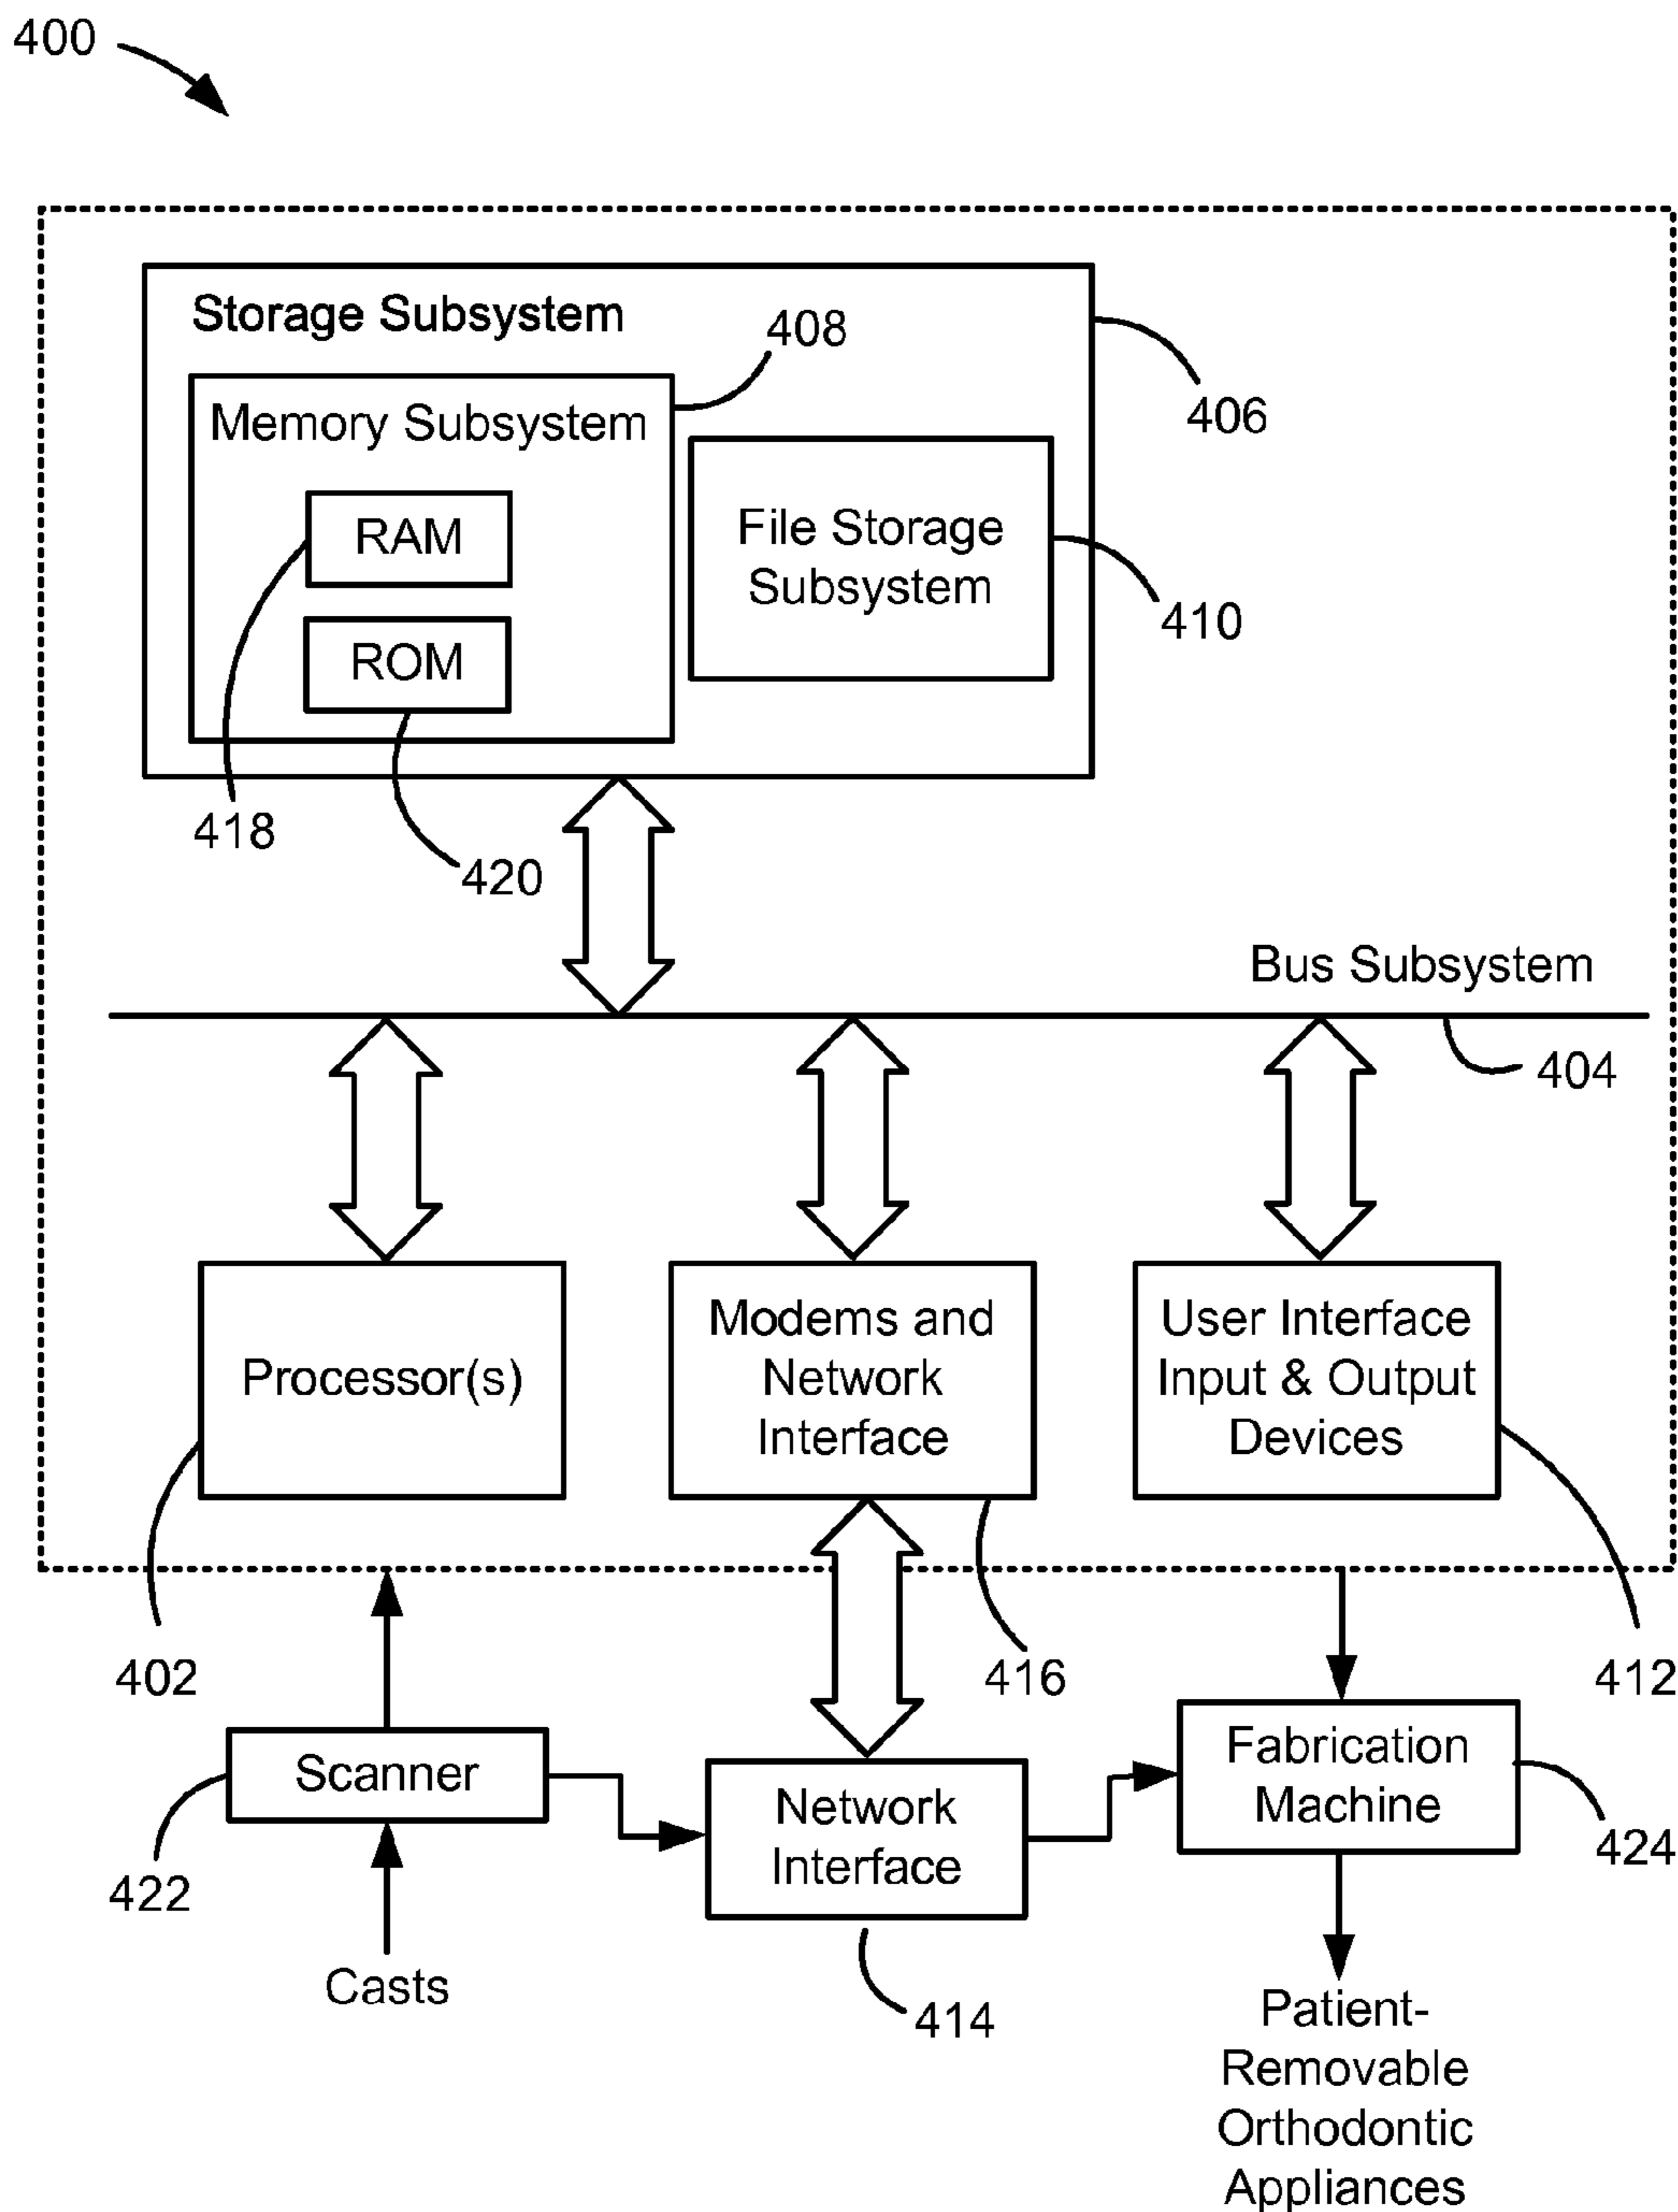 400
Storage Subsystem
408
406
Memory Subsystem
RAM
File Storage
Subsystem
410
ROM
418
420
Bus Subsystem
404
Processor(s)
Modems and
Network
Interface
User Interface
Input & Output
Devices
402
416
412
Scanner
422
Network
Interface
414
Fabrication
Machine
424
Casts
Patient-
Removable
Orthodontic
Appliances